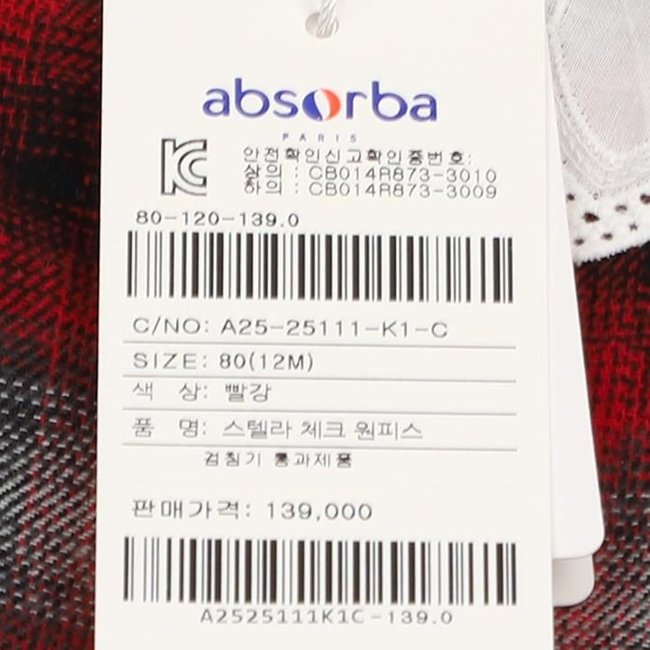 absorba
PARIS
안전확인신고확인증번호:
상의 : CB014R873-3010
하의 : CB014R873-3009
80-120-139.0
C/NO: A25-25111-K1-C
SIZE: 80(12M)
색 상: 빨강
품 명: 스텔라 체크 원피스
검침기 통과제품
판매가격: 139,000
A2525111K1C-139.0